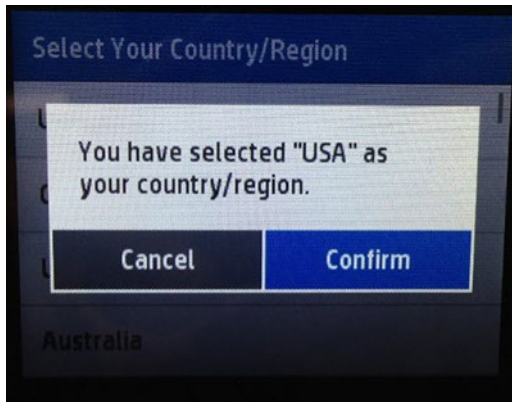 Select Your Country/Region
You have selected "USA" as
your country/region.
Cancel
Confirm
Australia